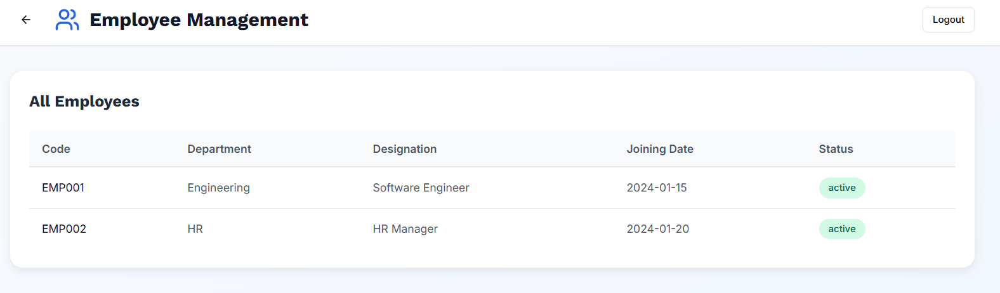 Employee Management
Logout
All Employees
Code Department Designation Joining Date Status
EMP001 Engineering Software Engineer 2024-01-15 active
EMP002 HR HR Manager 2024-01-20 active